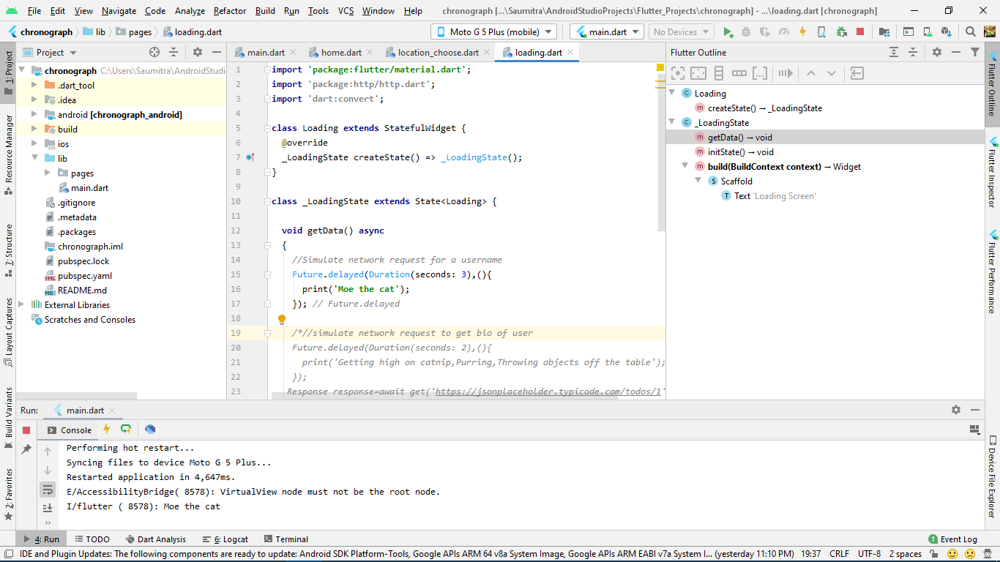 File Edit View Navigate Code Analyze Refactor Build Run Tools VCS Window Help chronograph [...\Saumitra\AndroidStudioProjects\Flutter_Projects\chronograph] - ...\loading.dart [chronograph]
chronograph lib pages loading.dart Moto G 5 Plus (mobile) main.dart No Devices
1: Project
Resource Manager
Z: Structure
Layout Captures
Build Variants
2: Favorites
Project
chronograph C:\Users\Saumitra\AndroidStudi
.dart_tool
.idea
android [chronograph_android]
build
ios
lib
pages
main.dart
.gitignore
.metadata
.packages
chronograph.iml
pubspec.lock
pubspec.yaml
README.md
External Libraries
Scratches and Consoles
main.dart home.dart location_choose.dart loading.dart
1 import 'package:flutter/material.dart';
2 import 'package:http/http.dart';
3 import 'dart:convert';
4
5 class Loading extends StatefulWidget {
6 @override
7 _LoadingState createState() => _LoadingState();
8 }
9
10 class _LoadingState extends State<Loading> {
11
12 void getData() async
13 {
14 //Simulate network request for a username
15 Future.delayed(Duration(seconds: 3),(){
16 print('Moe the cat');
17 }); // Future.delayed
18
19 /*//simulate network request to get bio of user
20 Future.delayed(Duration(seconds: 2),(){
21 print('Getting high on catnip,Purring,Throwing objects off the table');
22 });
23 Response response=await get('https://jsonplaceholder.typicode.com/todos/1'
Flutter Outline
Loading
createState() → _LoadingState
_LoadingState
getData() → void
initState() → void
build(BuildContext context) → Widget
Scaffold
Text 'Loading Screen'
Flutter Outline
Flutter Inspector
Flutter Performance
Device File Explorer
Run: main.dart
Console
Performing hot restart...
Syncing files to device Moto G 5 Plus...
Restarted application in 4,647ms.
E/AccessibilityBridge( 8578): VirtualView node must not be the root node.
I/flutter ( 8578): Moe the cat
4: Run TODO Dart Analysis 6: Logcat Terminal 1 Event Log
IDE and Plugin Updates: The following components are ready to update: Android SDK Platform-Tools, Google APIs ARM 64 v8a System Image, Google APIs ARM EABI v7a System I... (yesterday 11:10 PM) 19:37 CRLF UTF-8 2 spaces